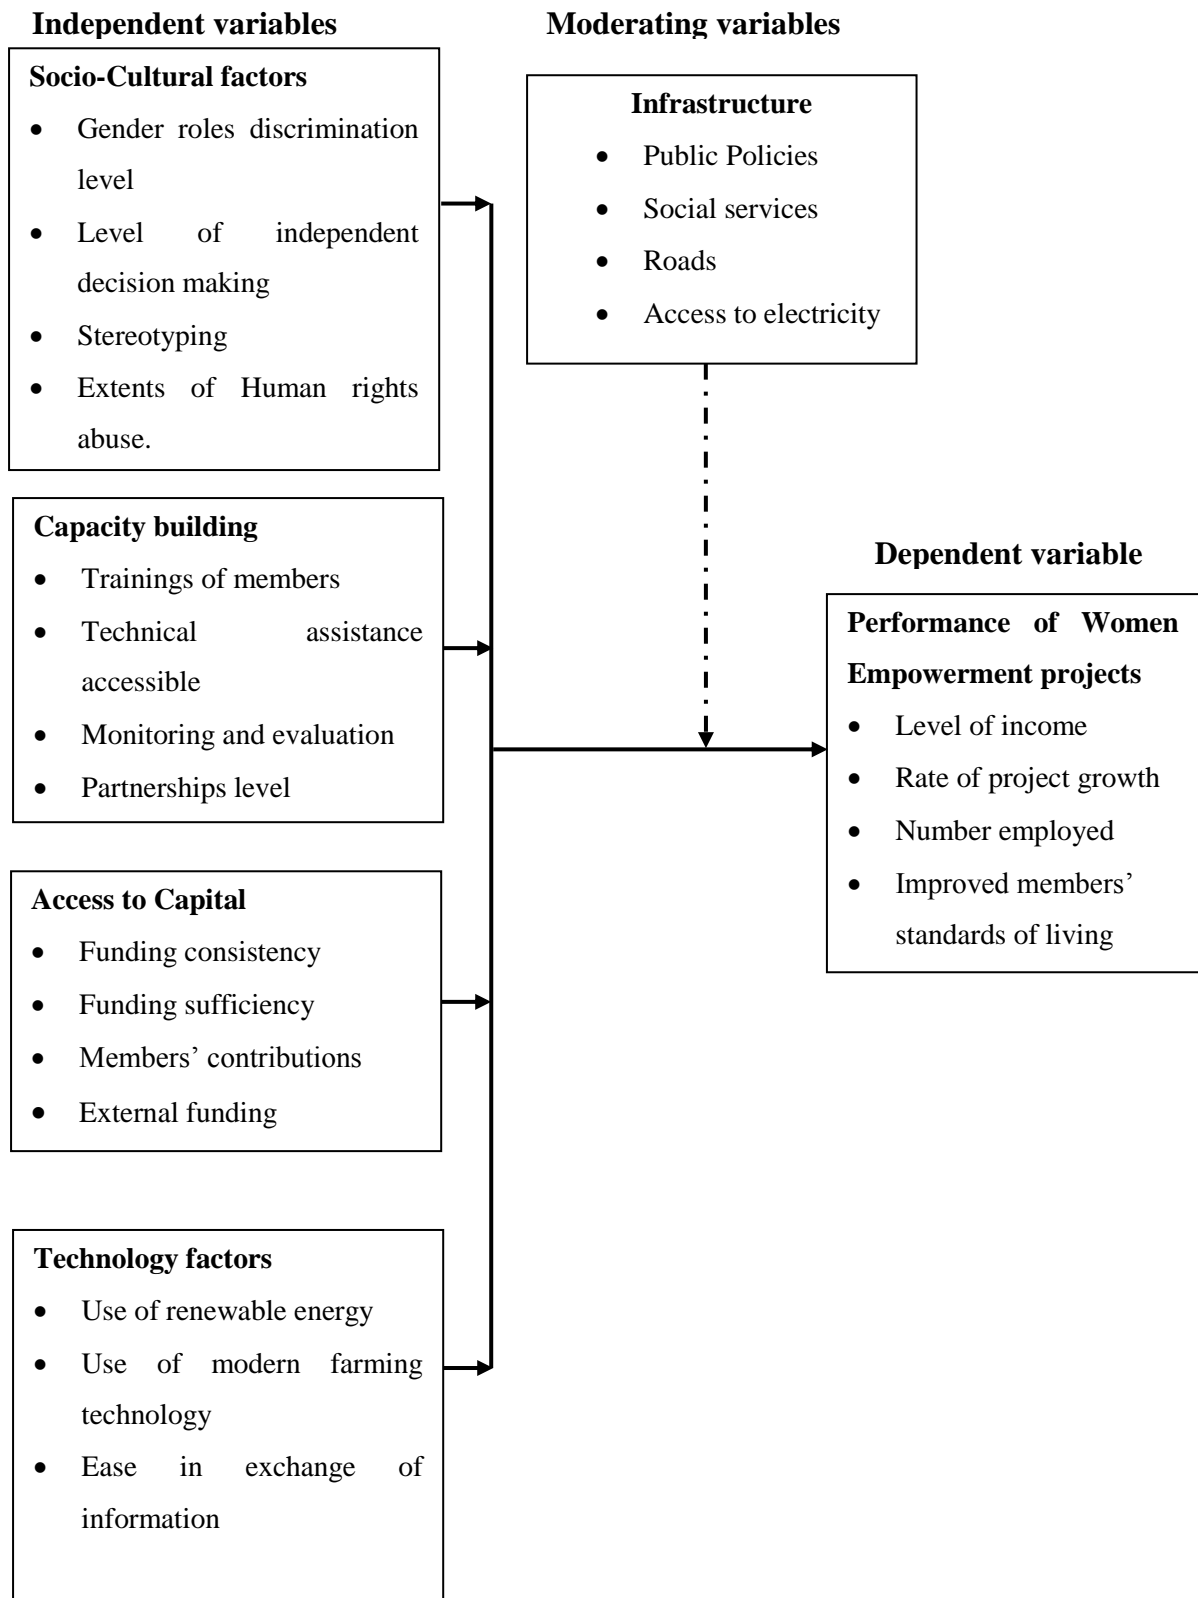 Independent variables
Socio-Cultural factors
• Gender roles discrimination
level
• Level of independent
decision making
• Stereotyping
• Extents of Human rights
abuse.
Capacity building
• Trainings of members
• Technical assistance
accessible
• Monitoring and evaluation
• Partnerships level
Access to Capital
• Funding consistency
• Funding sufficiency
• Members’ contributions
• External funding
Technology factors
• Use of renewable energy
• Use of modern farming
technology
• Ease in exchange of
information
Moderating variables
Infrastructure
• Public Policies
• Social services
• Roads
• Access to electricity
Dependent variable
Performance of Women
Empowerment projects
• Level of income
• Rate of project growth
• Number employed
• Improved members’
standards of living